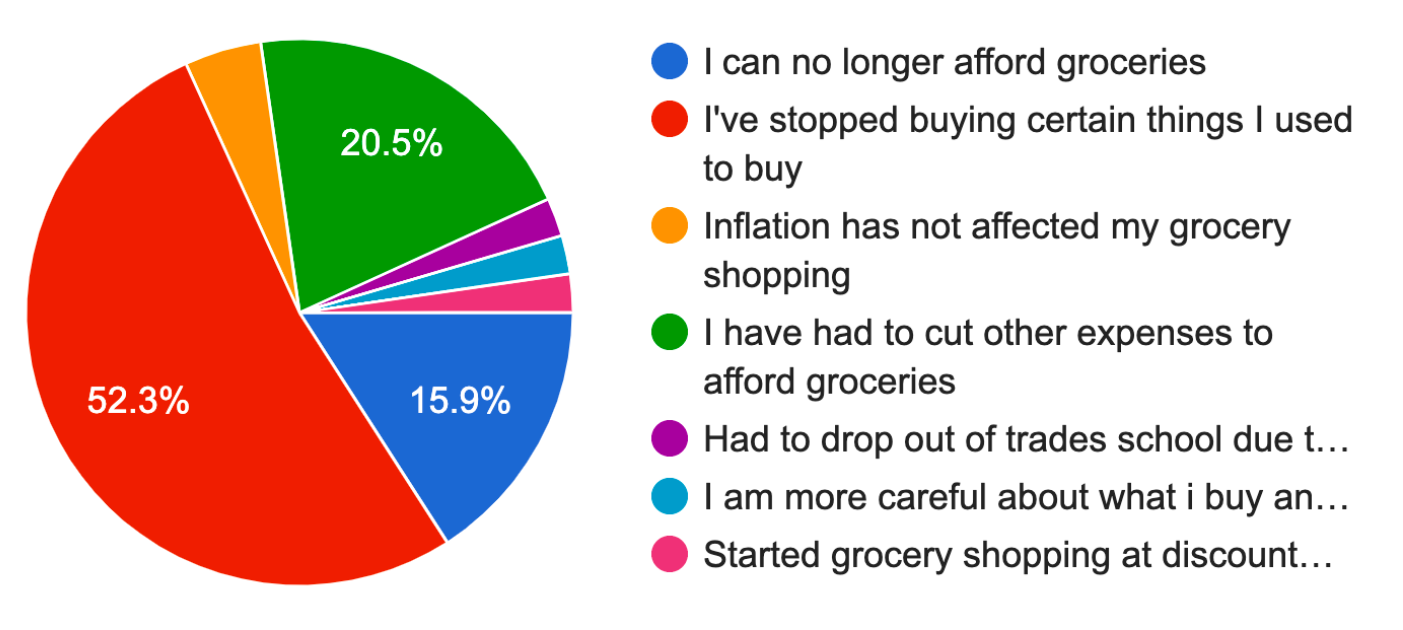 20.5%
52.3%
15.9%
I can no longer afford groceries
I've stopped buying certain things I used
to buy
Inflation has not affected my grocery
shopping
I have had to cut other expenses to
afford groceries
Had to drop out of trades school due t…
I am more careful about what i buy an…
Started grocery shopping at discount…